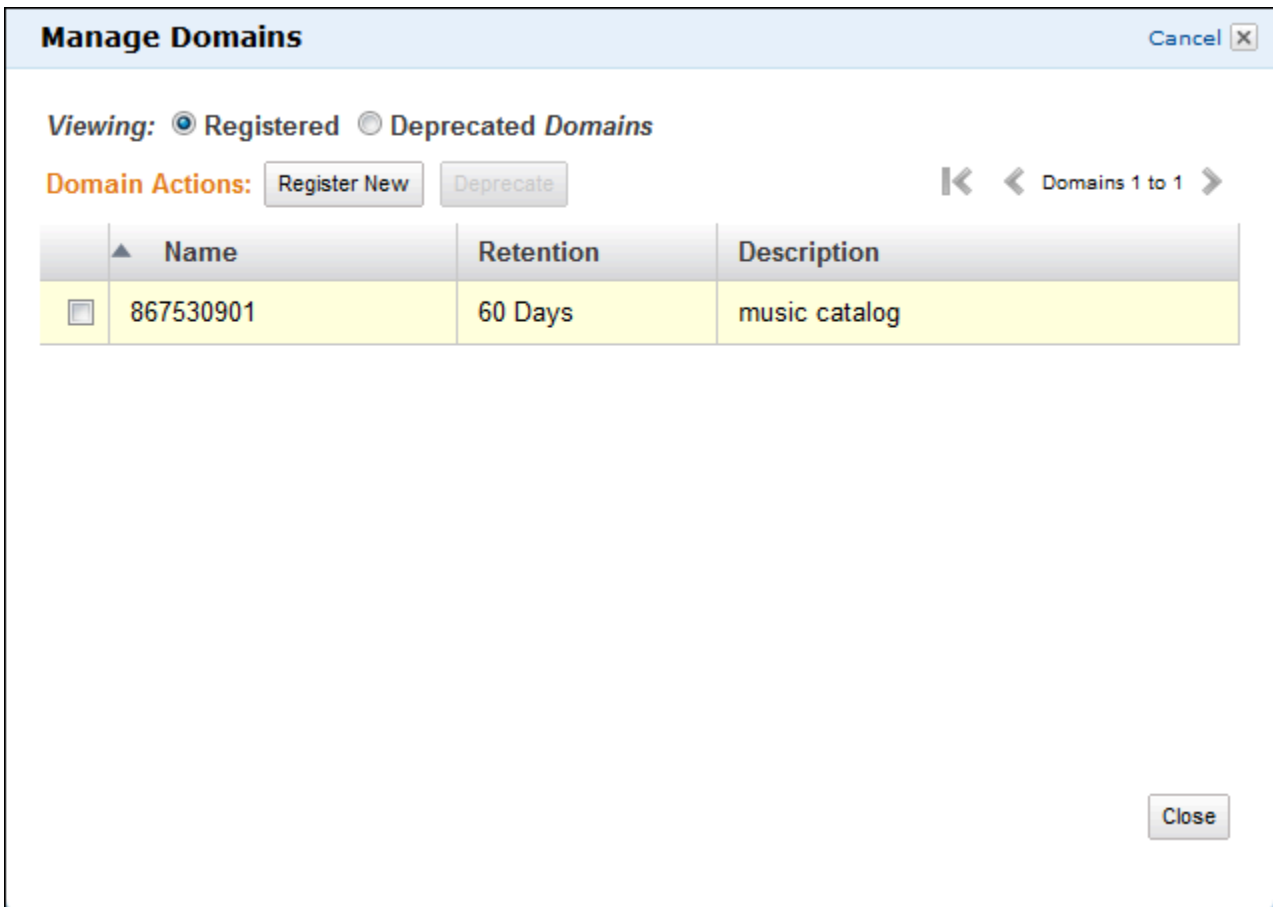 Manage Domains Cancel
Viewing: Registered Deprecated Domains
Domain Actions: Register New Deprecate Domains 1 to 1
Name Retention Description
867530901 60 Days music catalog
Close